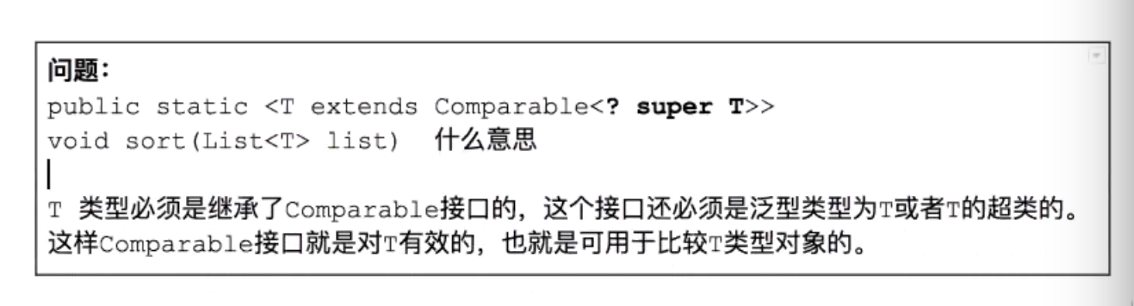 问题:
public static <T extends Comparable<? super T>>
void sort(List<T> list) 什么意思
T 类型必须是继承了Comparable接口的，这个接口还必须是泛型类型为T或者T的超类的。
这样Comparable接口就是对T有效的，也就是可用于比较T类型对象的。